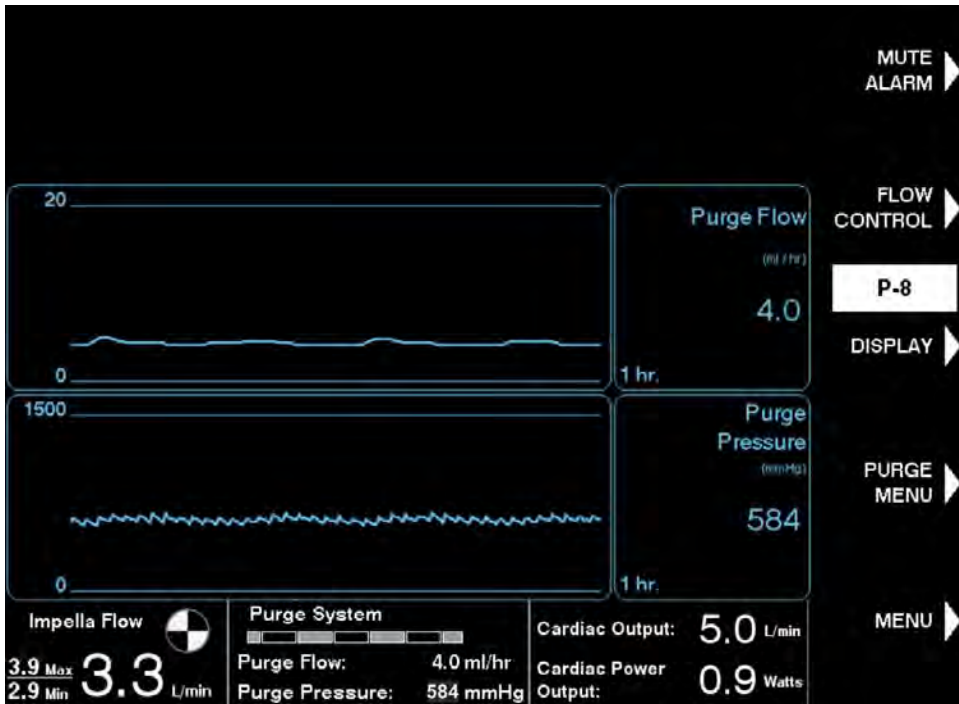 MUTE
ALARM
20
Purge Flow
(ml / hr)
4.0
0
1 hr.
FLOW
CONTROL
P-8
DISPLAY
1500
Purge
Pressure
(mmHg)
584
0
1 hr.
PURGE
MENU
Impella Flow
3.9 Max
2.9 Min
3.3 L/min
Purge System
Purge Flow: 4.0 ml/hr
Purge Pressure: 584 mmHg
Cardiac Output: 5.0 L/min
Cardiac Power
Output: 0.9 Watts
MENU